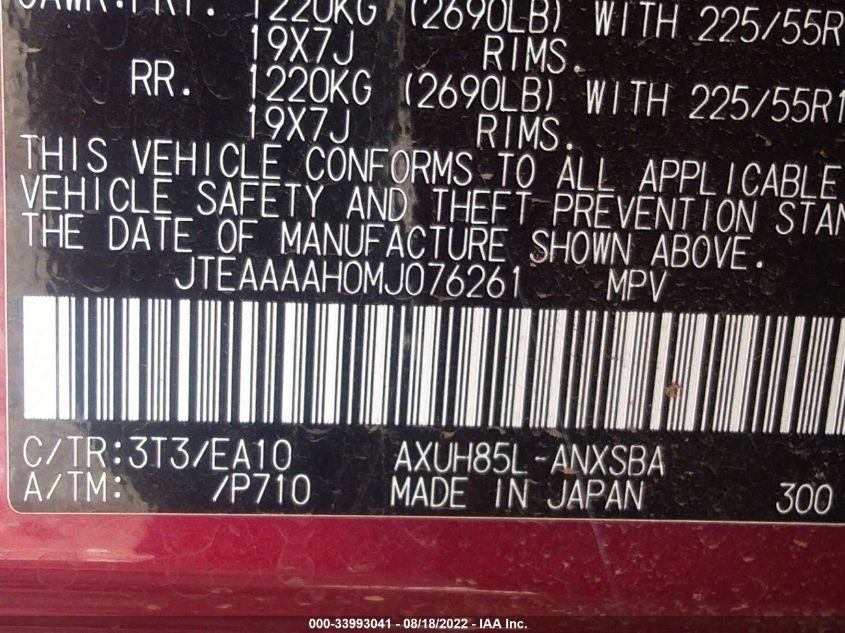 GAWR:FRT. 1220KG (2690LB) WITH 225/55R
19X7J RIMS.
RR. 1220KG (2690LB) WITH 225/55R1
19X7J RIMS.
THIS VEHICLE CONFORMS TO ALL APPLICABLE
VEHICLE SAFETY AND THEFT PREVENTION STAN
THE DATE OF MANUFACTURE SHOWN ABOVE.
JTEAAAAH0MJ076261 MPV
C/TR:3T3/EA10 AXUH85L-ANXSBA
A/TM: /P710 MADE IN JAPAN 300
000-33993041 - 08/18/2022 - IAA Inc.